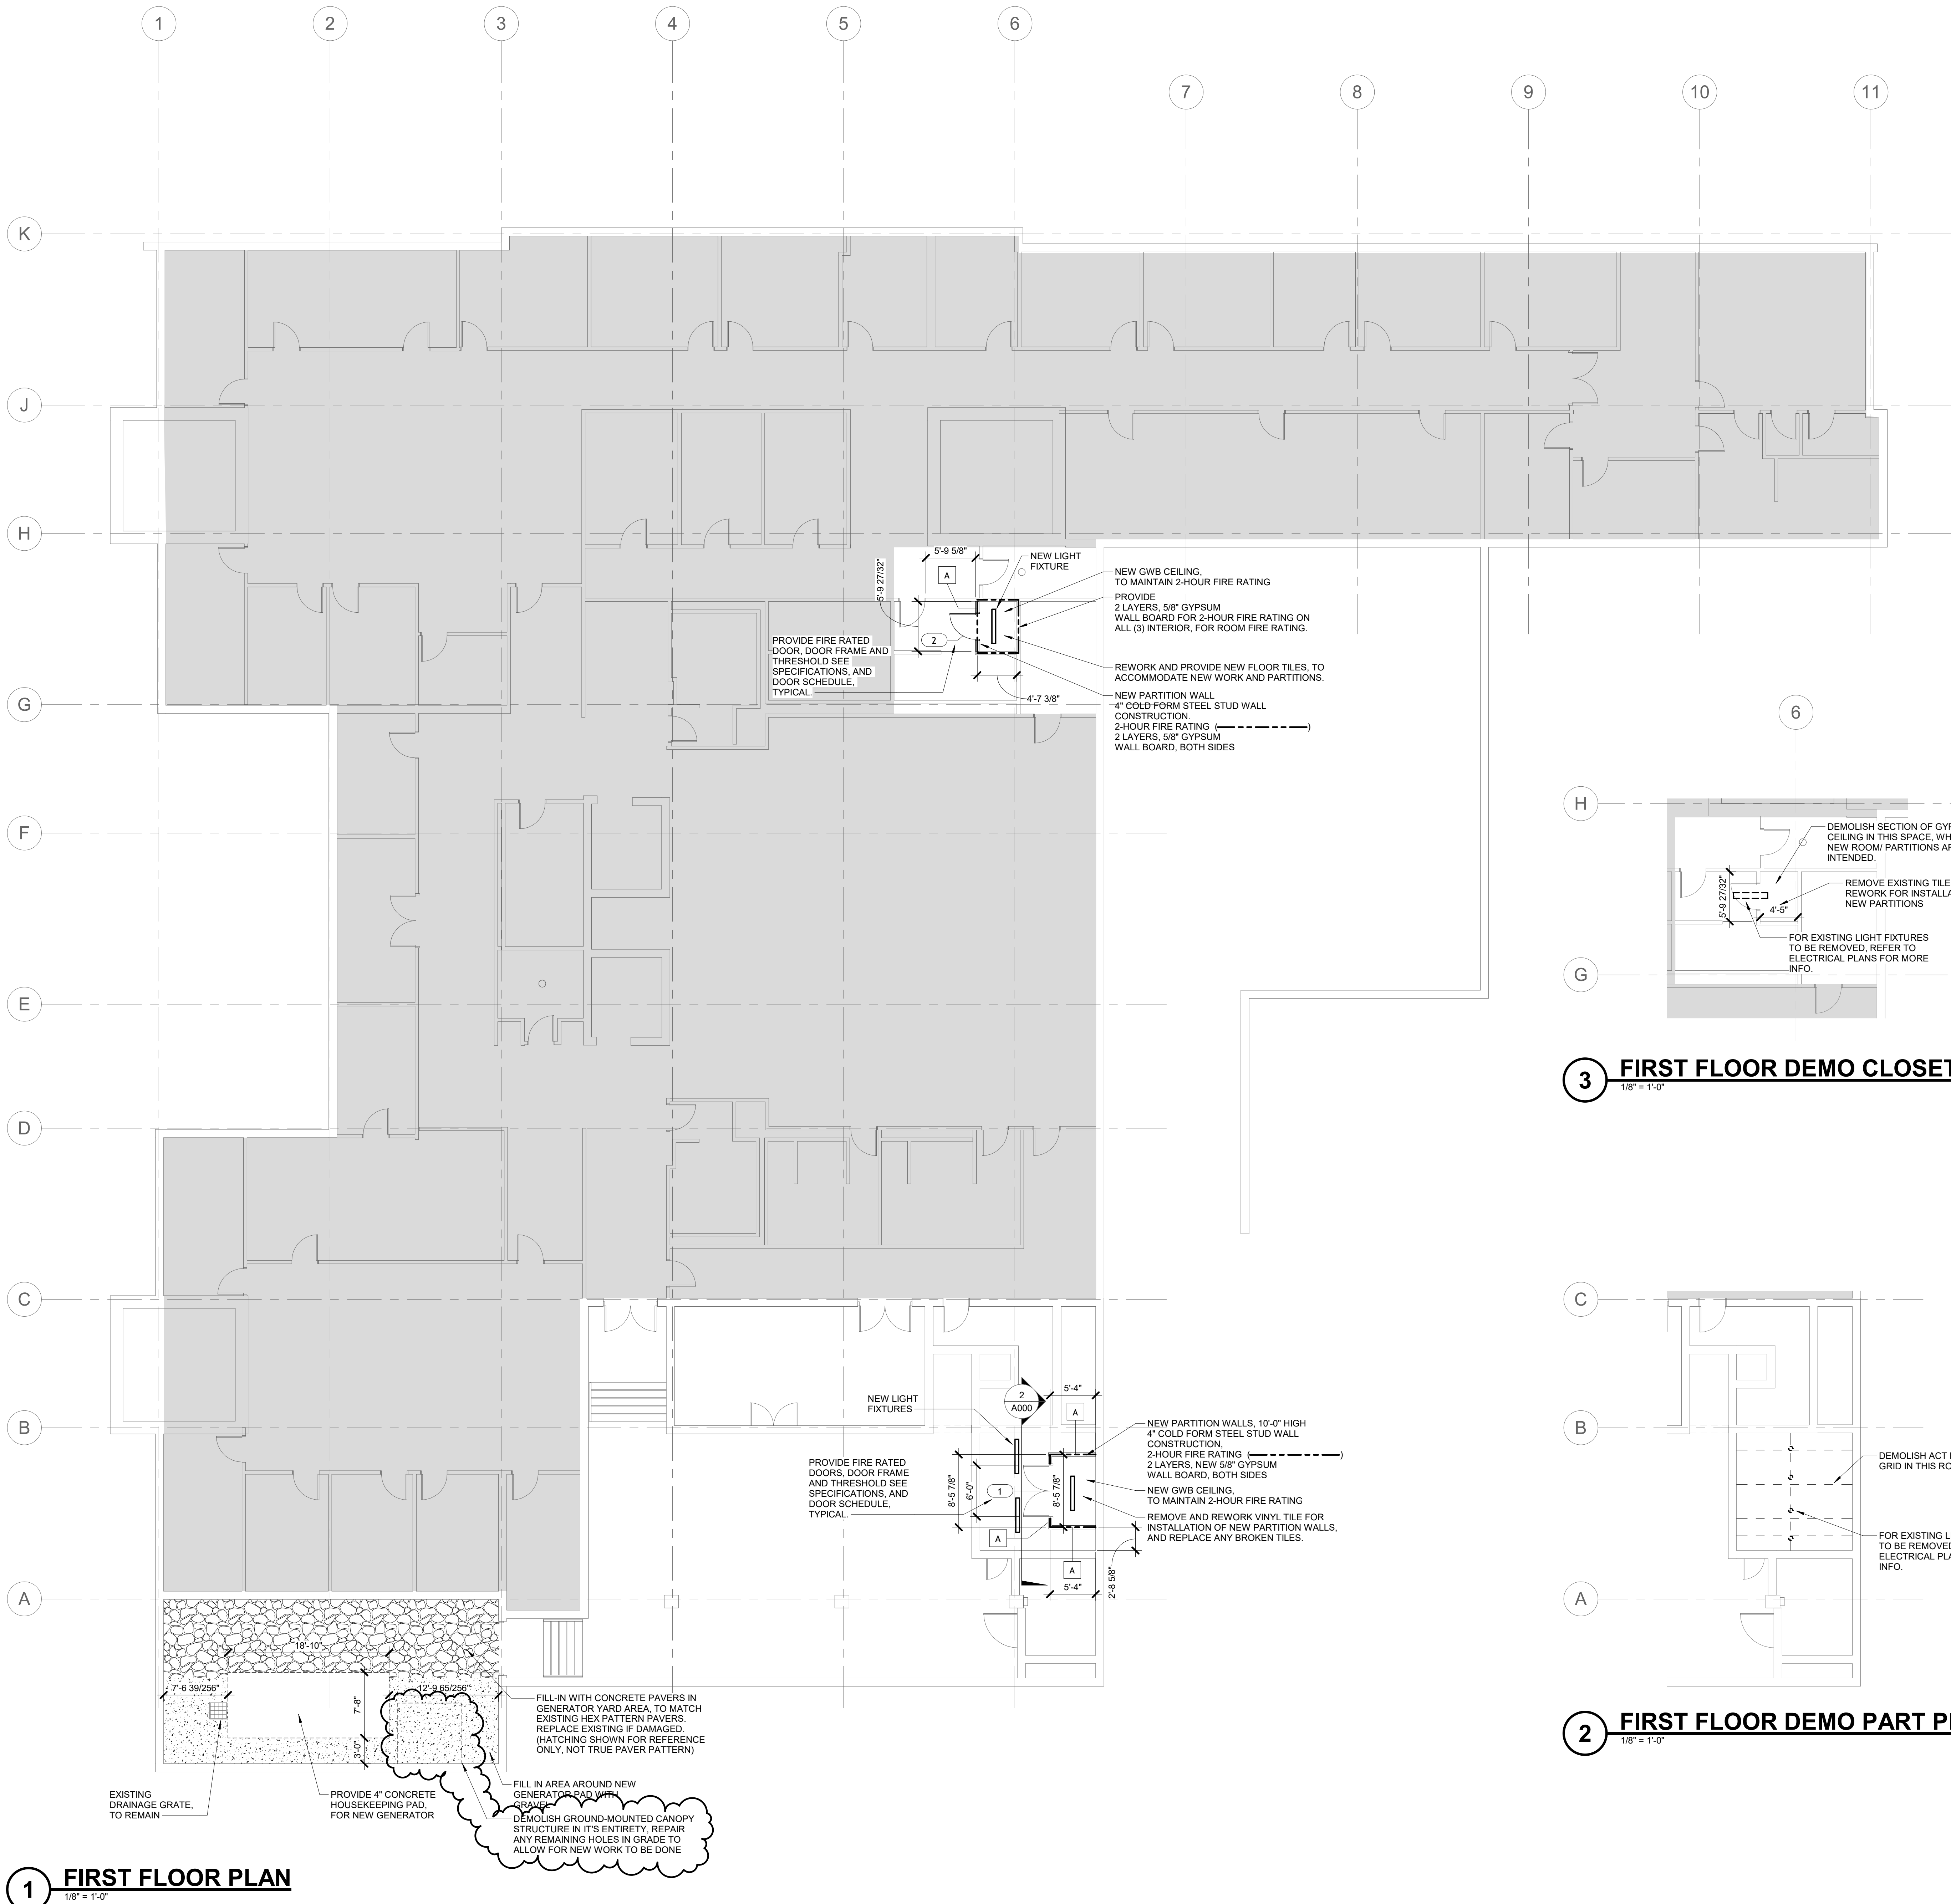 1
2
3
4
5
6
7
8
9
10
11
K
J
H
G
F
E
D
C
B
A
5'-9 5/8"
5'-9 27/32"
A
2
NEW LIGHT
FIXTURE
NEW GWB CEILING,
TO MAINTAIN 2-HOUR FIRE RATING
PROVIDE
2 LAYERS, 5/8" GYPSUM
WALL BOARD FOR 2-HOUR FIRE RATING ON
ALL (3) INTERIOR, FOR ROOM FIRE RATING.
PROVIDE FIRE RATED
DOOR, DOOR FRAME AND
THRESHOLD SEE
SPECIFICATIONS, AND
DOOR SCHEDULE,
TYPICAL.
REWORK AND PROVIDE NEW FLOOR TILES, TO
ACCOMMODATE NEW WORK AND PARTITIONS.
4'-7 3/8"
NEW PARTITION WALL
4" COLD FORM STEEL STUD WALL
CONSTRUCTION.
2-HOUR FIRE RATING ( )
2 LAYERS, 5/8" GYPSUM
WALL BOARD, BOTH SIDES
NEW LIGHT
FIXTURES
2
A000
5'-4"
A
NEW PARTITION WALLS, 10'-0" HIGH
4" COLD FORM STEEL STUD WALL
CONSTRUCTION,
2-HOUR FIRE RATING ( )
2 LAYERS, NEW 5/8" GYPSUM
WALL BOARD, BOTH SIDES
PROVIDE FIRE RATED
DOORS, DOOR FRAME
AND THRESHOLD SEE
SPECIFICATIONS, AND
DOOR SCHEDULE,
TYPICAL.
8'-5 7/8"
6'-0"
1
8'-5 7/8"
NEW GWB CEILING,
TO MAINTAIN 2-HOUR FIRE RATING
REMOVE AND REWORK VINYL TILE FOR
INSTALLATION OF NEW PARTITION WALLS,
AND REPLACE ANY BROKEN TILES.
A
A
5'-4"
2'-8 5/8"
18'-10"
7'-6 39/256"
12'-9 65/256"
7'-8"
3'-0"
FILL-IN WITH CONCRETE PAVERS IN
GENERATOR YARD AREA, TO MATCH
EXISTING HEX PATTERN PAVERS.
REPLACE EXISTING IF DAMAGED.
(HATCHING SHOWN FOR REFERENCE
ONLY, NOT TRUE PAVER PATTERN)
EXISTING
DRAINAGE GRATE,
TO REMAIN
PROVIDE 4" CONCRETE
HOUSEKEEPING PAD,
FOR NEW GENERATOR
FILL IN AREA AROUND NEW
GENERATOR PAD WITH
GRAVEL
DEMOLISH GROUND-MOUNTED CANOPY
STRUCTURE IN IT'S ENTIRETY, REPAIR
ANY REMAINING HOLES IN GRADE TO
ALLOW FOR NEW WORK TO BE DONE
1
FIRST FLOOR PLAN
1/8" = 1'-0"
6
H
G
DEMOLISH SECTION OF
CEILING IN THIS SPACE,
NEW ROOM/ PARTITIONS
INTENDED.
5'-9 27/32"
4'-5"
REMOVE EXISTING TILE
REWORK FOR
NEW PARTITIONS
FOR EXISTING LIGHT FIXTURES
TO BE REMOVED, REFER TO
ELECTRICAL PLANS FOR MORE
INFO.
3
FIRST FLOOR DEMO CLOSET
1/8" = 1'-0"
C
B
A
DEMOLISH ACT
GRID IN THIS
FOR EXISTING
TO BE
ELECTRICAL
INFO.
2
FIRST FLOOR DEMO PART
1/8" = 1'-0"